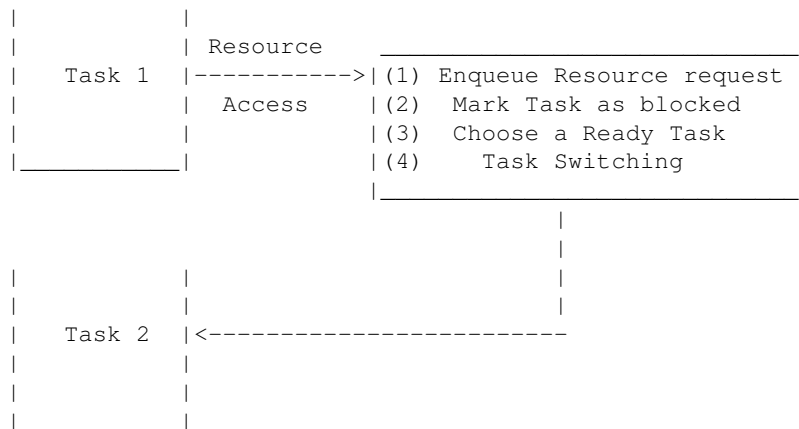 Resource
Task 1 (1) Enqueue Resource request
Access (2) Mark Task as blocked
(3) Choose a Ready Task
(4) Task Switching
Task 2